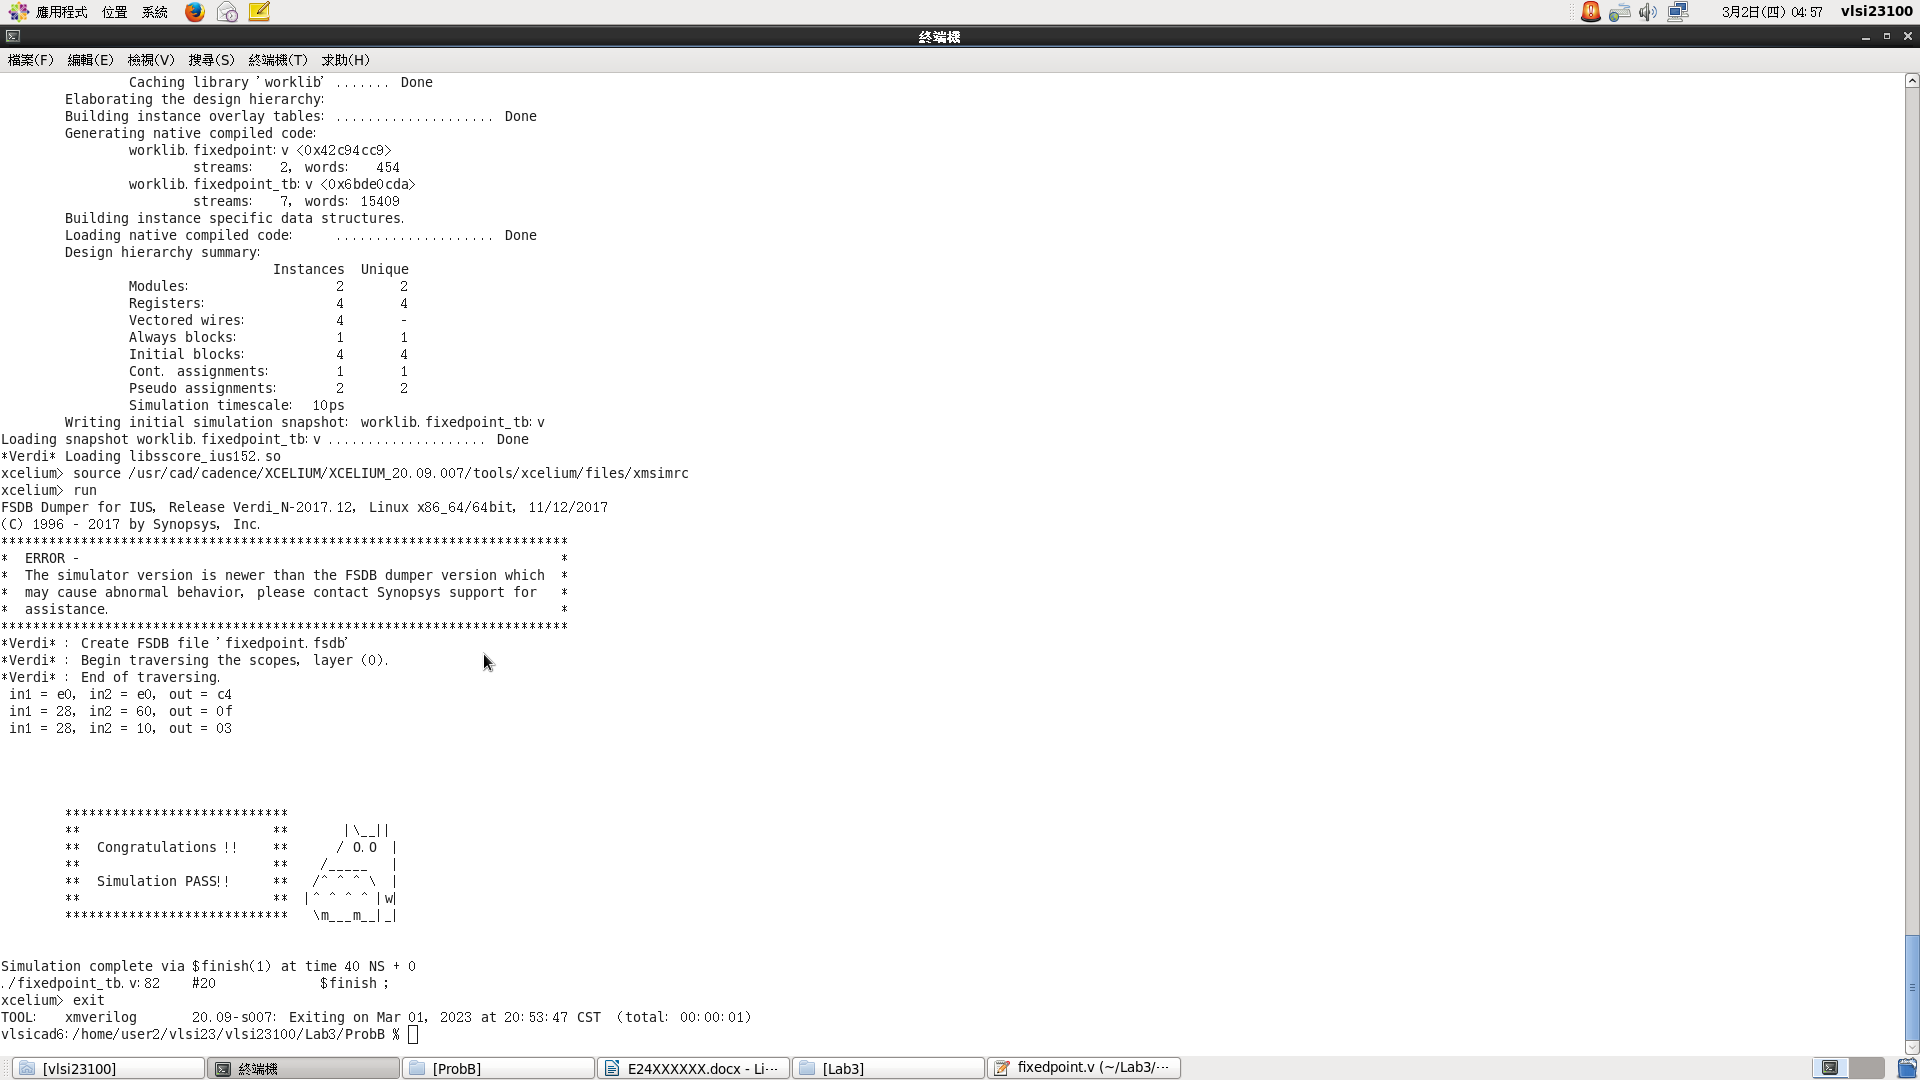 應用程式 位置 系統 3月2日(四) 04:57 vlsi23100
終端機
檔案(F) 編輯(E) 檢視(V) 搜尋(S) 終端機(T) 求助(H)
Caching library 'worklib' ....... Done
Elaborating the design hierarchy:
Building instance overlay tables: .................... Done
Generating native compiled code:
worklib.fixedpoint:v <0x42c94cc9>
streams:   2, words:   454
worklib.fixedpoint_tb:v <0x6bde0cda>
streams:   7, words: 15409
Building instance specific data structures.
Loading native compiled code:     .................... Done
Design hierarchy summary:
Instances  Unique
Modules:                  2       2
Registers:                4       4
Vectored wires:           4       -
Always blocks:            1       1
Initial blocks:           4       4
Cont. assignments:        1       1
Pseudo assignments:       2       2
Simulation timescale:  10ps
Writing initial simulation snapshot: worklib.fixedpoint_tb:v
Loading snapshot worklib.fixedpoint_tb:v .................... Done
*Verdi* Loading libsscore_ius152.so
xcelium> source /usr/cad/cadence/XCELIUM/XCELIUM_20.09.007/tools/xcelium/files/xmsimrc
xcelium> run
FSDB Dumper for IUS, Release Verdi_N-2017.12, Linux x86_64/64bit, 11/12/2017
(C) 1996 - 2017 by Synopsys, Inc.
***********************************************************************
*  ERROR -                                                            *
*  The simulator version is newer than the FSDB dumper version which  *
*  may cause abnormal behavior, please contact Synopsys support for   *
*  assistance.                                                        *
***********************************************************************
*Verdi* : Create FSDB file 'fixedpoint.fsdb'
*Verdi* : Begin traversing the scopes, layer (0).
*Verdi* : End of traversing.
in1 = e0, in2 = e0, out = c4
in1 = 28, in2 = 60, out = 0f
in1 = 28, in2 = 10, out = 03
****************************
**                        **       |\__||
**  Congratulations !!    **      / O.O  |
**                        **    /_____   |
**  Simulation PASS!!     **   /^ ^ ^ \  |
**                        **  |^ ^ ^ ^ |w|
****************************   \m___m__|_|
Simulation complete via $finish(1) at time 40 NS + 0
./fixedpoint_tb.v:82    #20             $finish ;
xcelium> exit
TOOL:   xmverilog       20.09-s007: Exiting on Mar 01, 2023 at 20:53:47 CST  (total: 00:00:01)
vlsicad6:/home/user2/vlsi23/vlsi23100/Lab3/ProbB %
[vlsi23100] 終端機 [ProbB] E24XXXXXX.docx - Li··· [Lab3] fixedpoint.v (~/Lab3/···